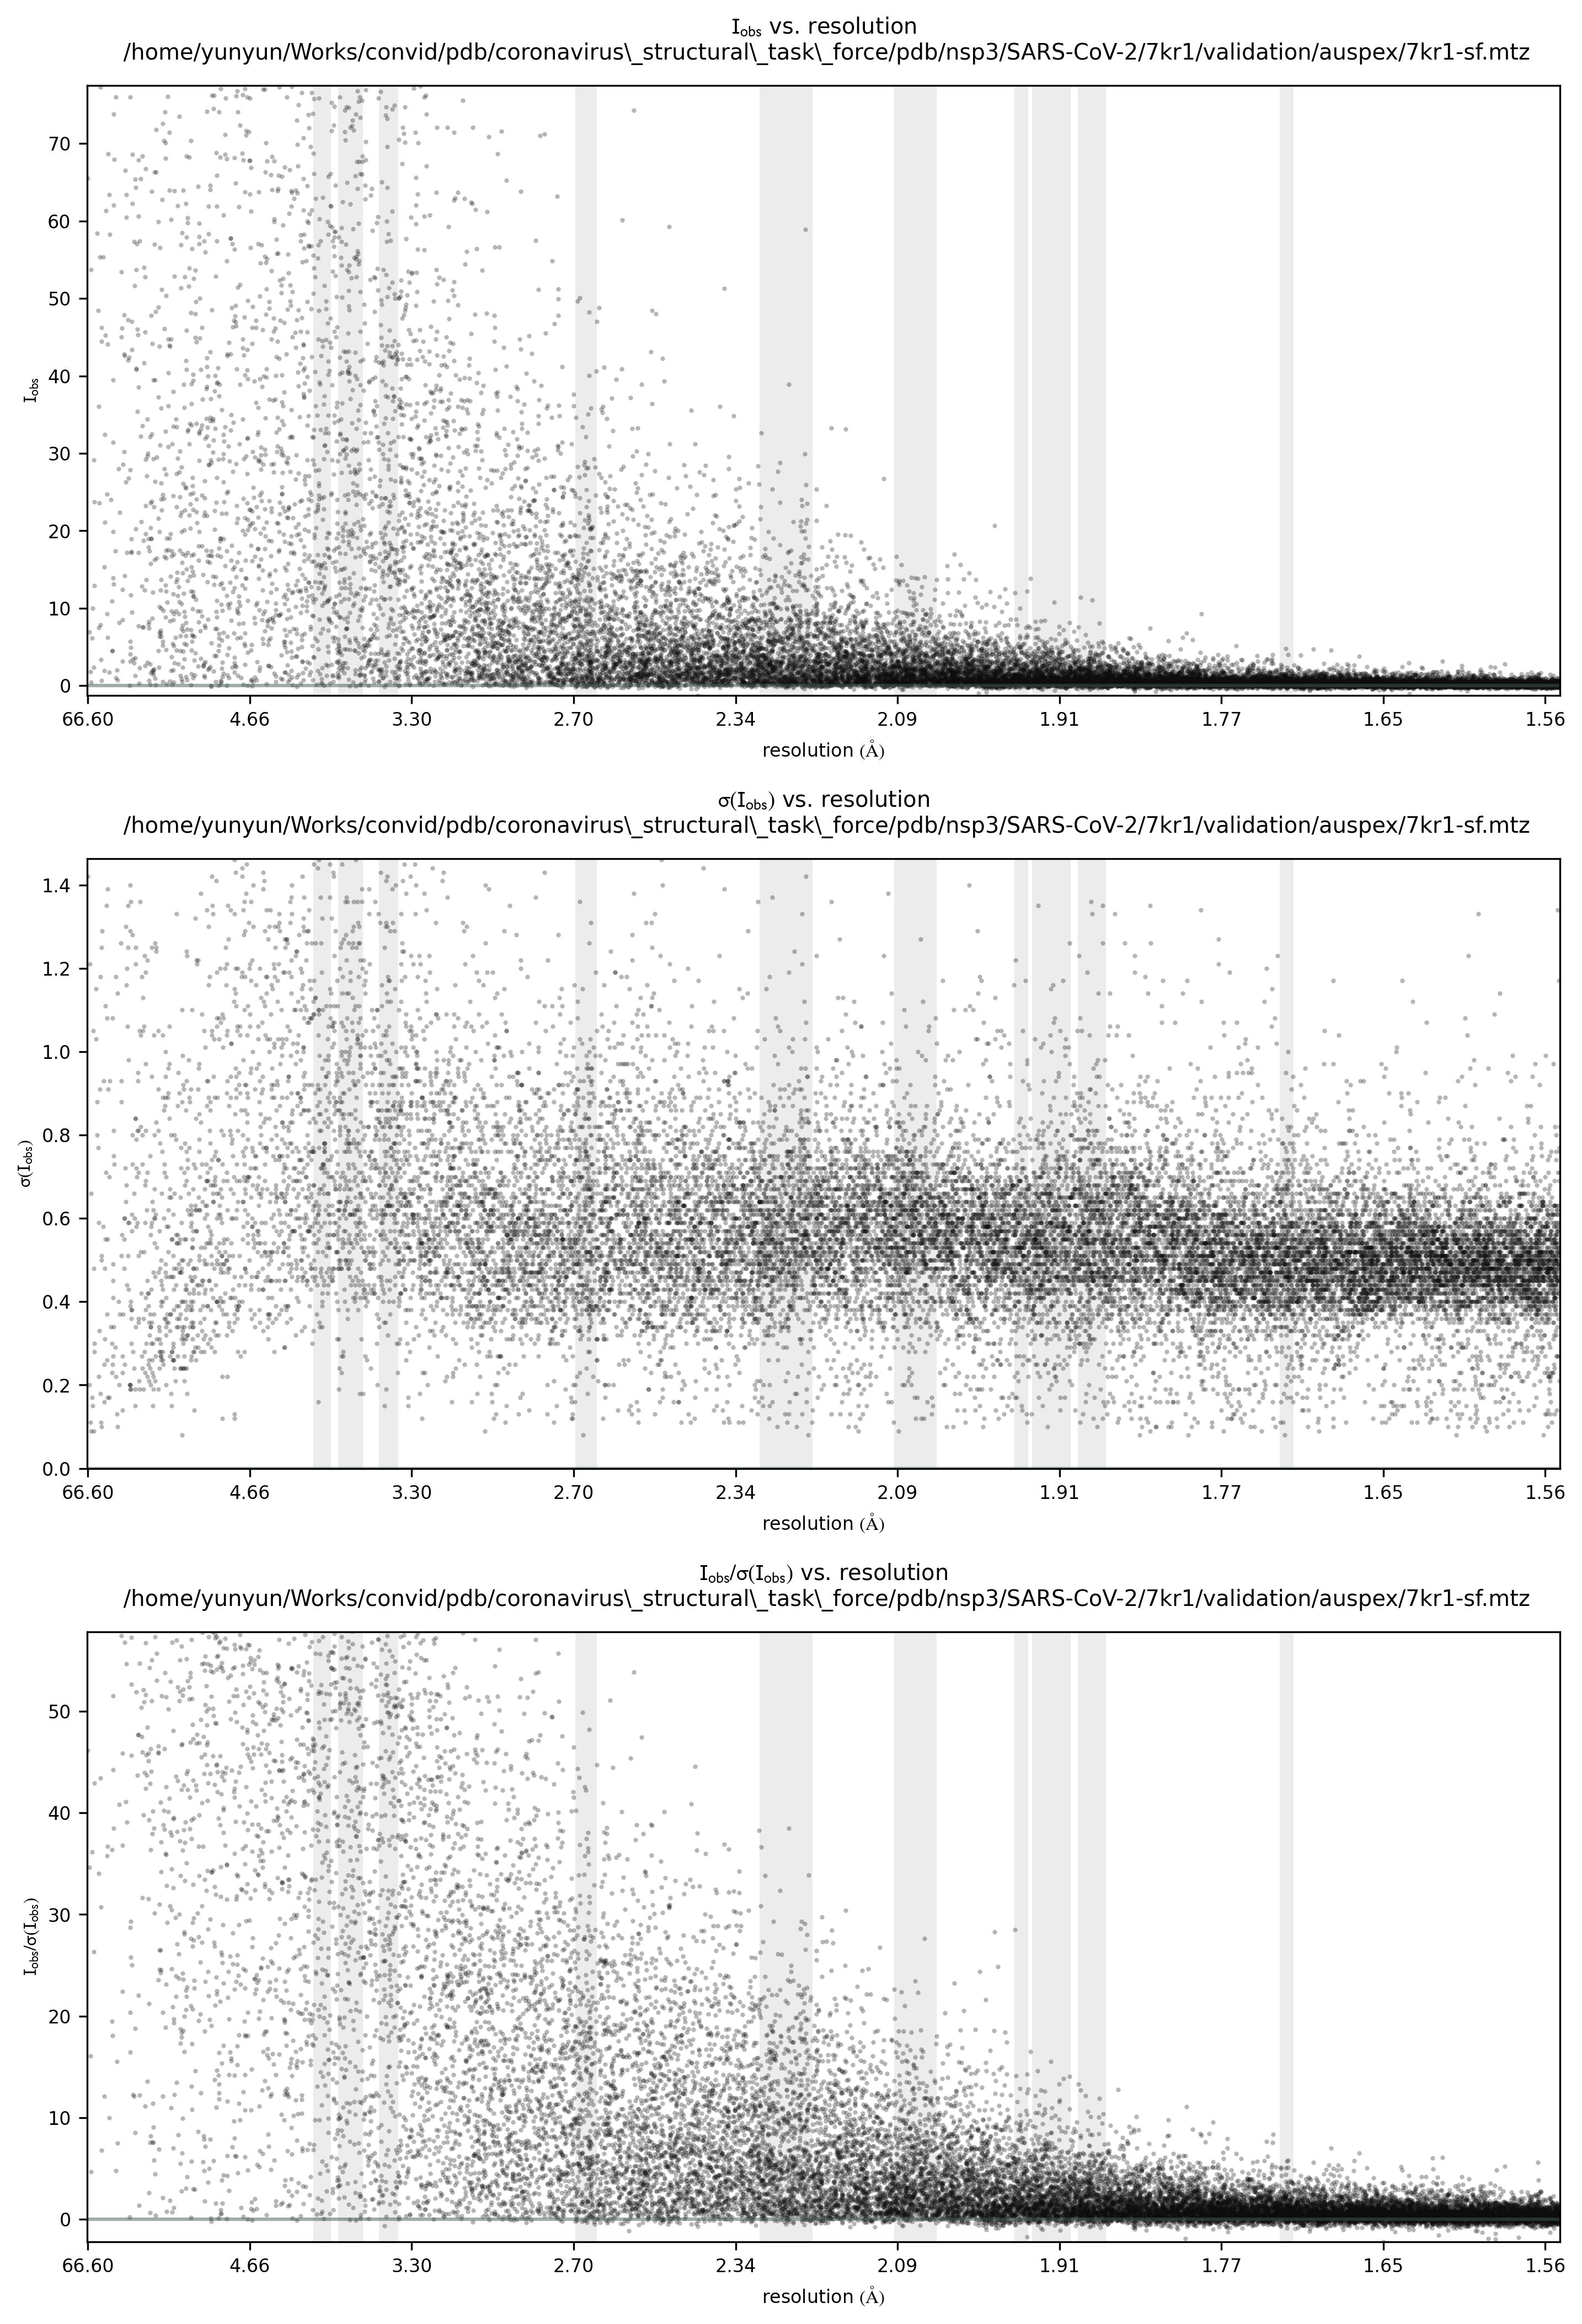 I_obs vs. resolution
/home/yunyun/Works/convid/pdb/coronavirus\_structural\_task\_force/pdb/nsp3/SARS-CoV-2/7kr1/validation/auspex/7kr1-sf.mtz
70
60
50
40
30
20
10
0
I_obs
66.60 4.66 3.30 2.70 2.34 2.09 1.91 1.77 1.65 1.56
resolution (Å)
σ(I_obs) vs. resolution
/home/yunyun/Works/convid/pdb/coronavirus\_structural\_task\_force/pdb/nsp3/SARS-CoV-2/7kr1/validation/auspex/7kr1-sf.mtz
1.4
1.2
1.0
0.8
0.6
0.4
0.2
0.0
σ(I_obs)
66.60 4.66 3.30 2.70 2.34 2.09 1.91 1.77 1.65 1.56
resolution (Å)
I_obs/σ(I_obs) vs. resolution
/home/yunyun/Works/convid/pdb/coronavirus\_structural\_task\_force/pdb/nsp3/SARS-CoV-2/7kr1/validation/auspex/7kr1-sf.mtz
50
40
30
20
10
0
I_obs/σ(I_obs)
66.60 4.66 3.30 2.70 2.34 2.09 1.91 1.77 1.65 1.56
resolution (Å)